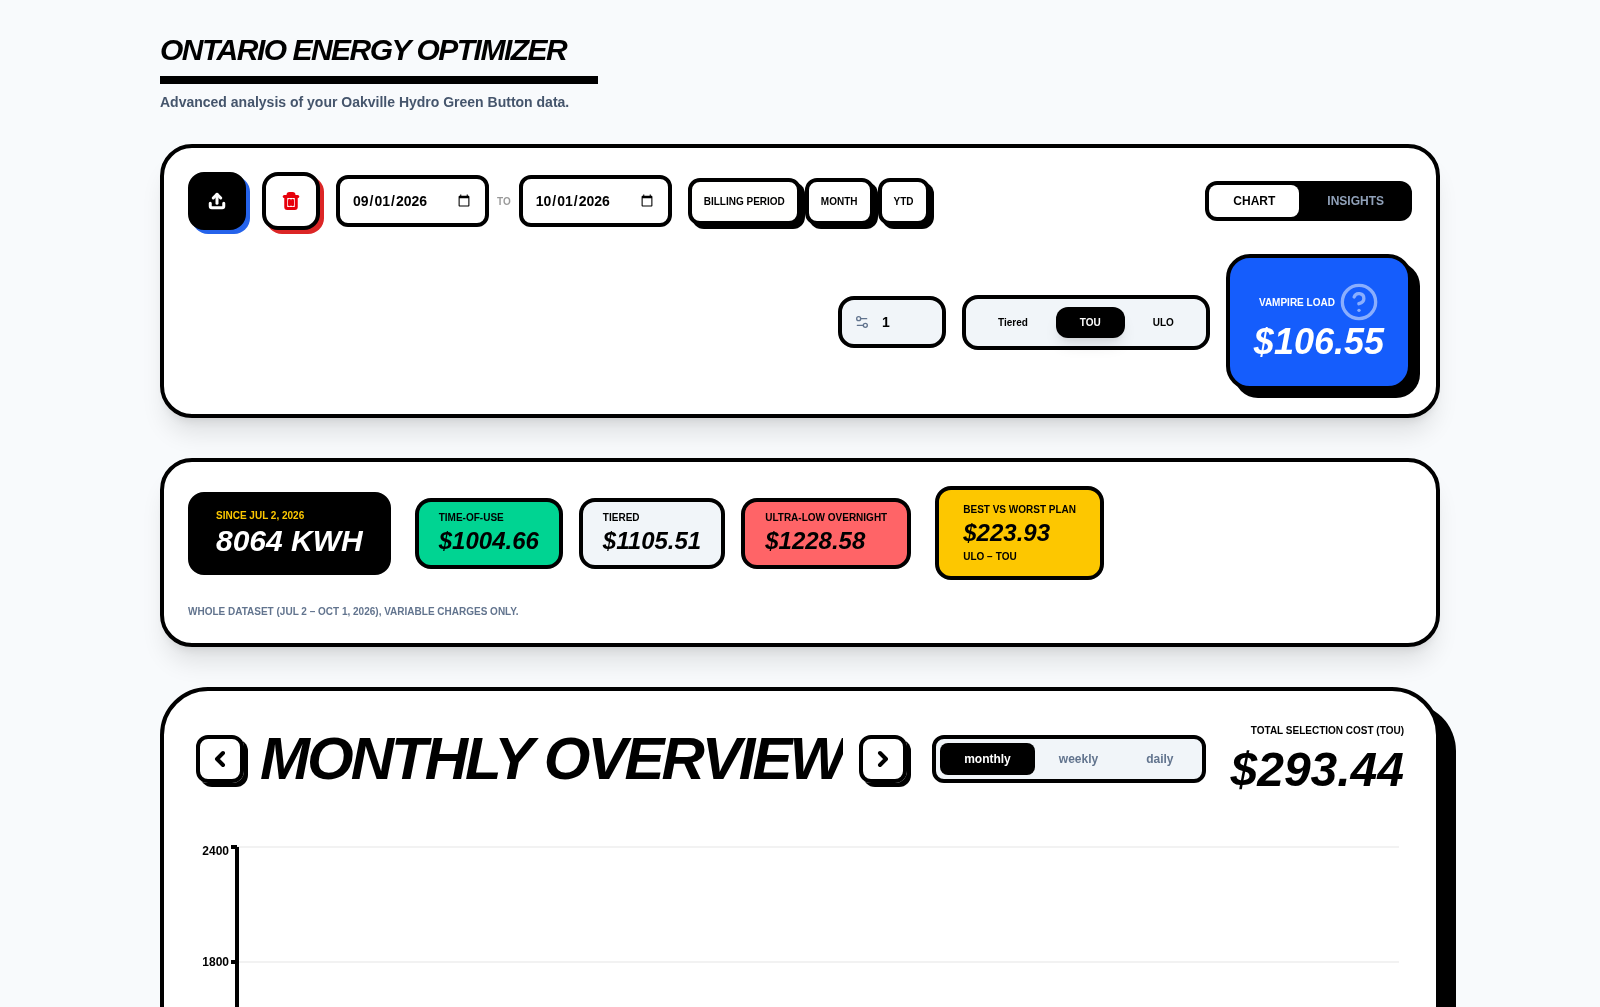 ONTARIO ENERGY OPTIMIZER
Advanced analysis of your Oakville Hydro Green Button data.
09/01/2026 TO 10/01/2026 BILLING PERIOD MONTH YTD CHART INSIGHTS
1 Tiered TOU ULO
VAMPIRE LOAD ?
$106.55
SINCE JUL 2, 2026
8064 KWH
TIME-OF-USE
$1004.66
TIERED
$1105.51
ULTRA-LOW OVERNIGHT
$1228.58
BEST VS WORST PLAN
$223.93
ULO – TOU
WHOLE DATASET (JUL 2 – OCT 1, 2026), VARIABLE CHARGES ONLY.
MONTHLY OVERVIEW
monthly weekly daily
TOTAL SELECTION COST (TOU)
$293.44
2400
1800